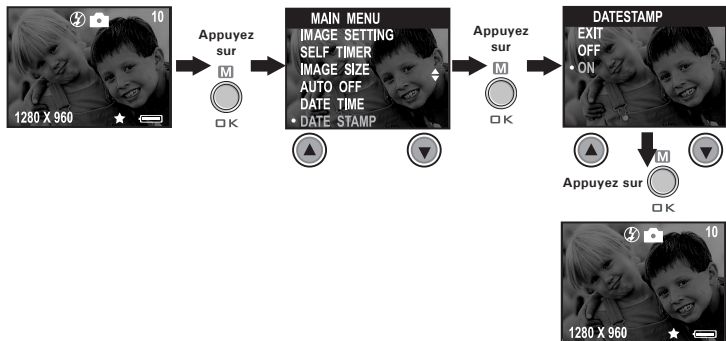 10
1280 X 960
Appuyez
sur
M
OK
MAIN MENU
IMAGE SETTING
SELF TIMER
IMAGE SIZE
AUTO OFF
DATE TIME
• DATE STAMP
Appuyez
sur
M
OK
DATESTAMP
EXIT
OFF
• ON
M
Appuyez sur
OK
10
1280 X 960